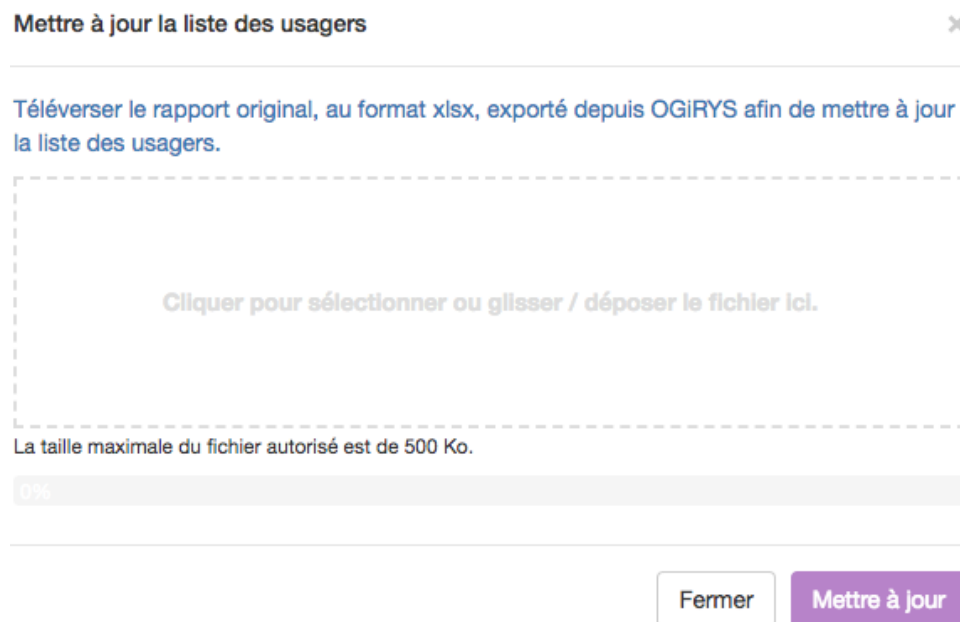 Mettre à jour la liste des usagers
×
Téléverser le rapport original, au format xlsx, exporté depuis OGiRYS afin de mettre à jour
la liste des usagers.
Cliquer pour sélectionner ou glisser / déposer le fichier ici.
La taille maximale du fichier autorisé est de 500 Ko.
0%
Fermer
Mettre à jour